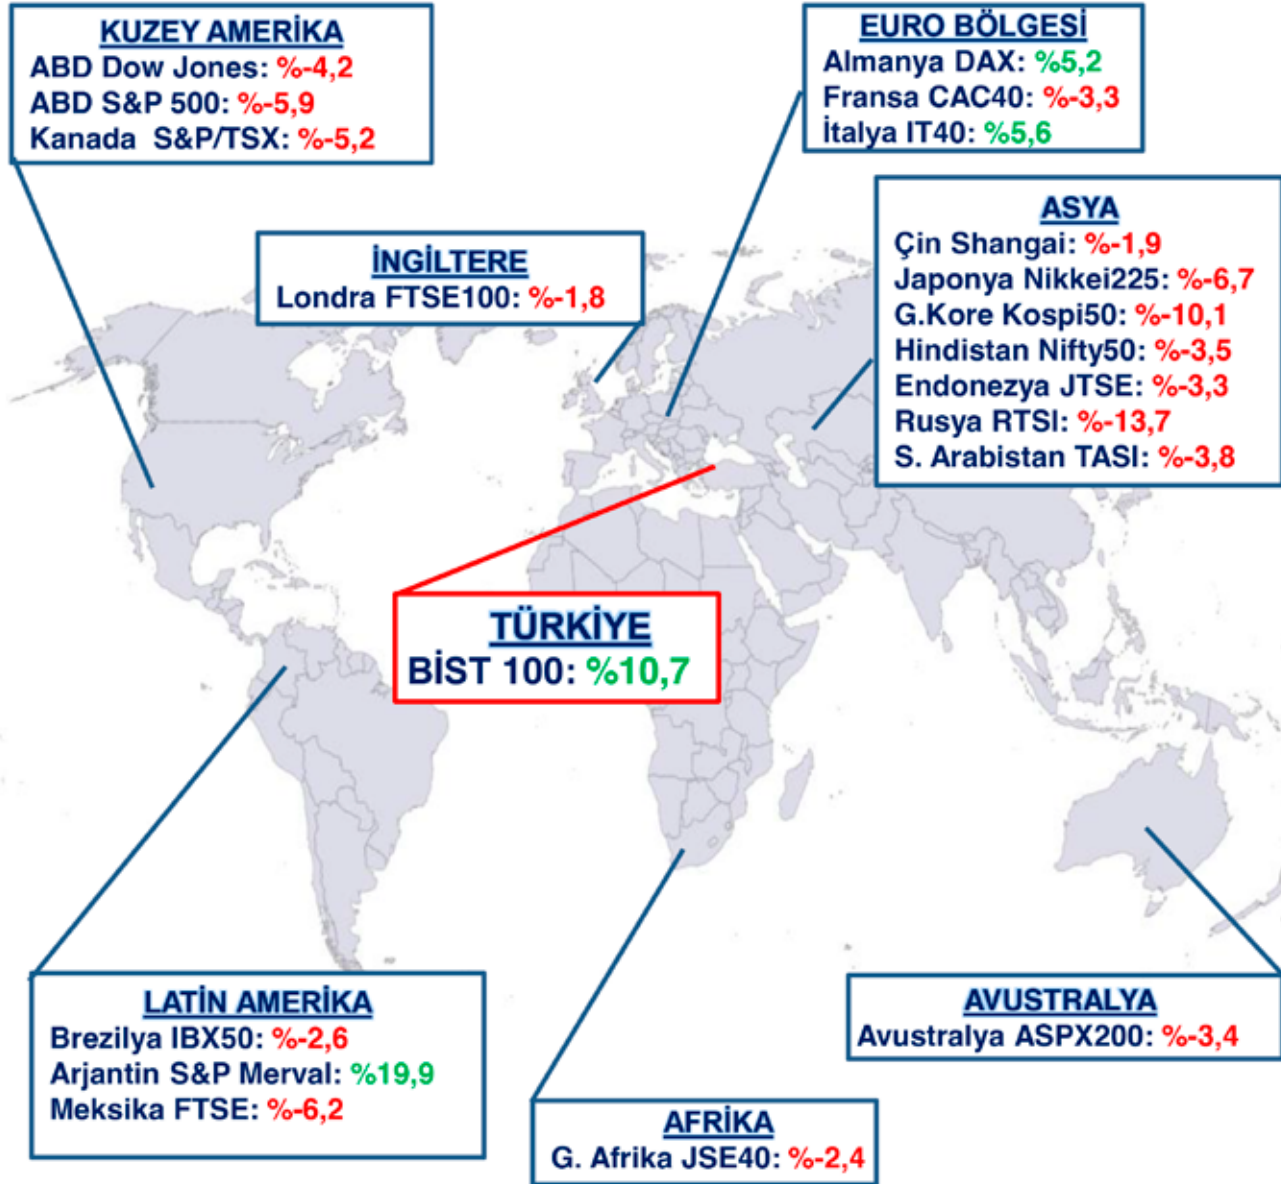 KUZEY AMERİKA
ABD Dow Jones: %-4,2
ABD S&P 500: %-5,9
Kanada S&P/TSX: %-5,2
EURO BÖLGESİ
Almanya DAX: %5,2
Fransa CAC40: %-3,3
İtalya IT40: %5,6
İNGİLTERE
Londra FTSE100: %-1,8
ASYA
Çin Shangai: %-1,9
Japonya Nikkei225: %-6,7
G.Kore Kospi50: %-10,1
Hindistan Nifty50: %-3,5
Endonezya JTSE: %-3,3
Rusya RTSI: %-13,7
S. Arabistan TASI: %-3,8
TÜRKİYE
BİST 100: %10,7
LATİN AMERİKA
Brezilya IBX50: %-2,6
Arjantin S&P Merval: %19,9
Meksika FTSE: %-6,2
AVUSTRALYA
Avustralya ASPX200: %-3,4
AFRİKA
G. Afrika JSE40: %-2,4